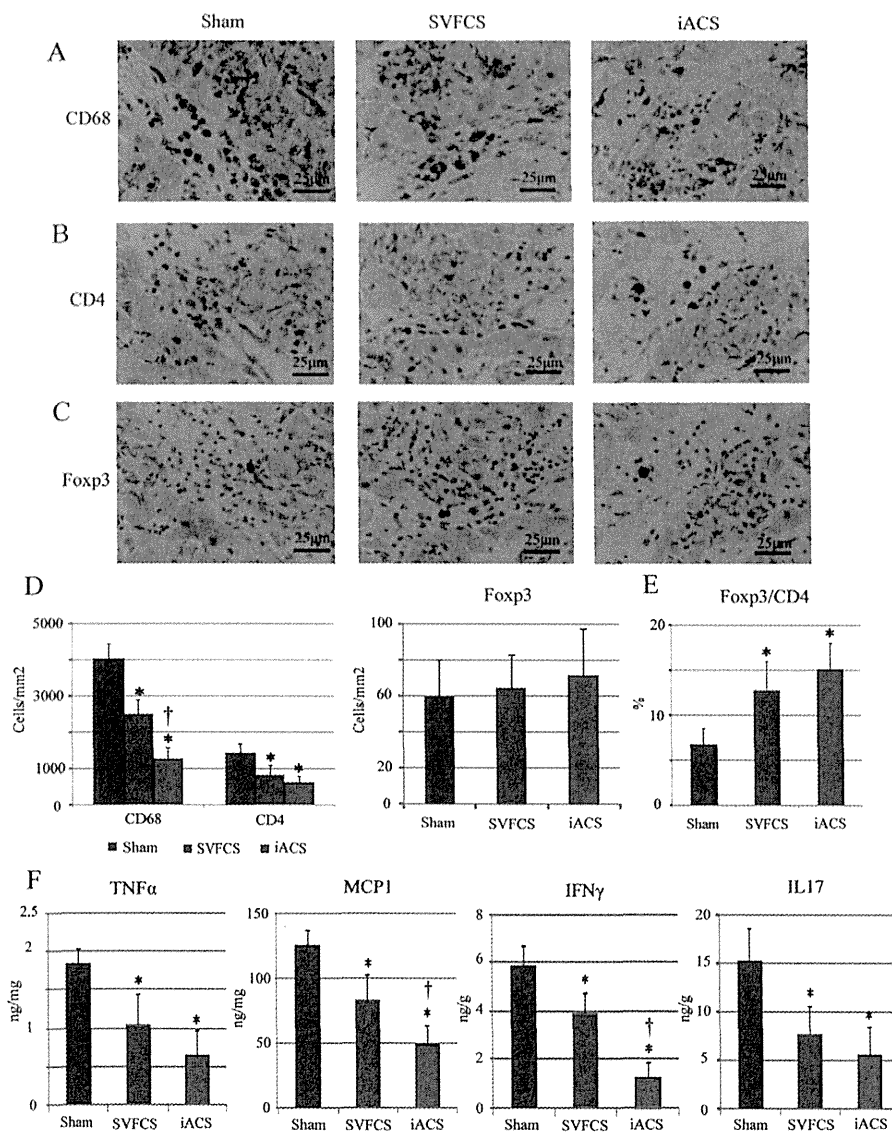 Sham SVFCS iACS
A
CD68
25μm 25μm 25μm
B
CD4
25μm 25μm 25μm
C
Foxp3
25μm 25μm 25μm
D
5000
3000
1000
0
Cells/mm2
*
†
*
*
*
CD68 CD4
Sham SVFCS iACS
Foxp3
100
80
60
40
20
0
Cells/mm2
Sham SVFCS iACS
E
Foxp3/CD4
20
10
0
%
*
*
Sham SVFCS iACS
F
TNFα
2.5
2
1.5
1
0.5
0
ng/mg
*
*
Sham SVFCS iACS
MCP1
150
100
50
0
ng/mg
*
†
*
Sham SVFCS iACS
IFNγ
8
6
4
2
0
ng/g
*
†
*
Sham SVFCS iACS
IL17
20
15
10
5
0
ng/g
*
*
Sham SVFCS iACS